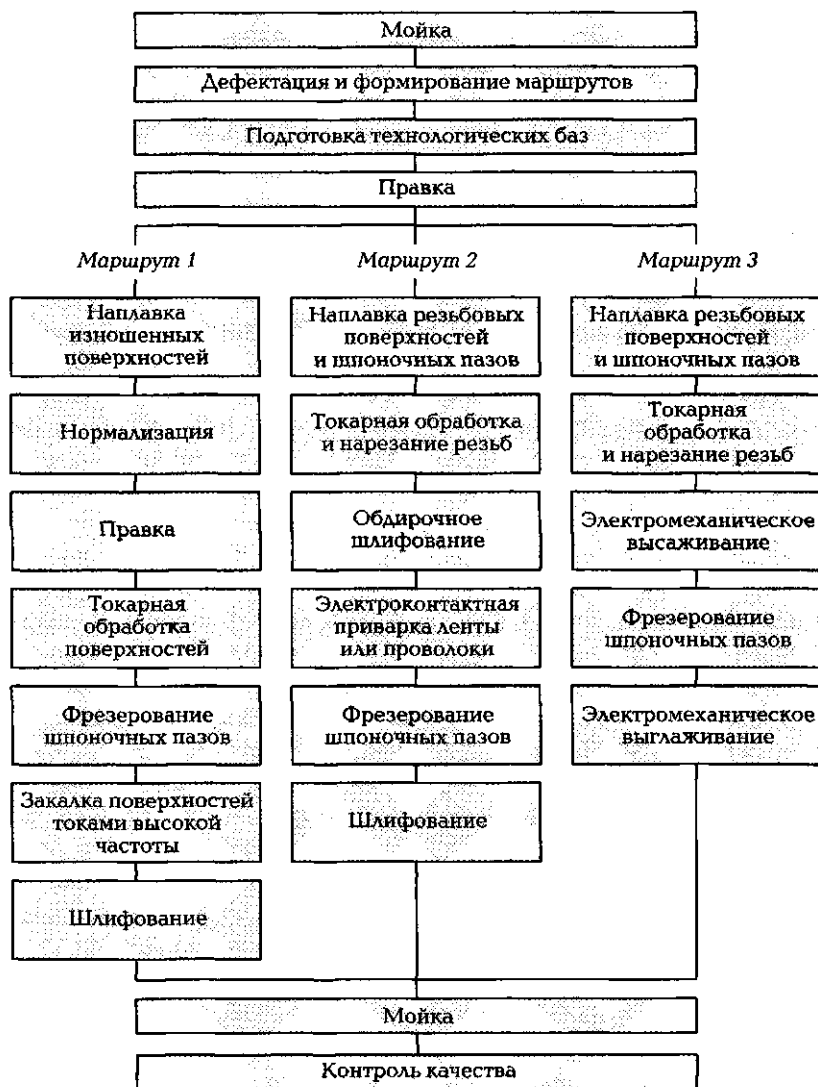 Мойка
Дефектация и формирование маршрутов
Подготовка технологических баз
Правка
Маршрут 1
Наплавка
изношенных
поверхностей
Нормализация
Правка
Токарная
обработка
поверхностей
Фрезерование
шпоночных пазов
Закалка поверхностей
токами высокой
частоты
Шлифование
Маршрут 2
Наплавка резьбовых
поверхностей
и шпоночных пазов
Токарная обработка
и нарезание резьб
Обдирочное
шлифование
Электроконтактная
приварка ленты
или проволоки
Фрезерование
шпоночных пазов
Шлифование
Маршрут 3
Наплавка резьбовых
поверхностей
и шпоночных пазов
Токарная
обработка
и нарезание резьб
Электромеханическое
высаживание
Фрезерование
шпоночных пазов
Электромеханическое
выглаживание
Мойка
Контроль качества